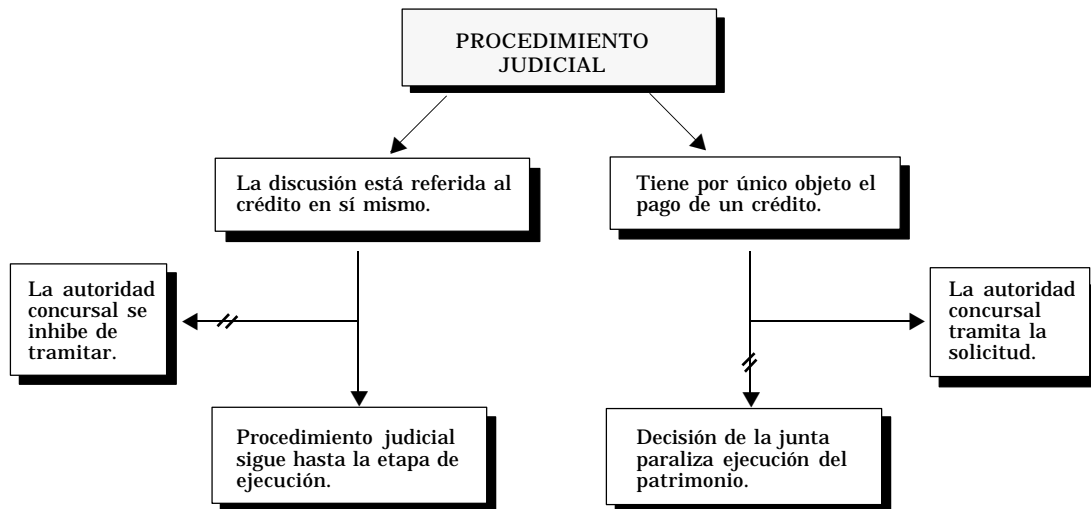 PROCEDIMIENTO
JUDICIAL
La discusión está referida al
crédito en sí mismo.
Tiene por único objeto el
pago de un crédito.
La autoridad
concursal se
inhibe de
tramitar.
La autoridad
concursal
tramita la
solicitud.
Procedimiento judicial
sigue hasta la etapa de
ejecución.
Decisión de la junta
paraliza ejecución del
patrimonio.